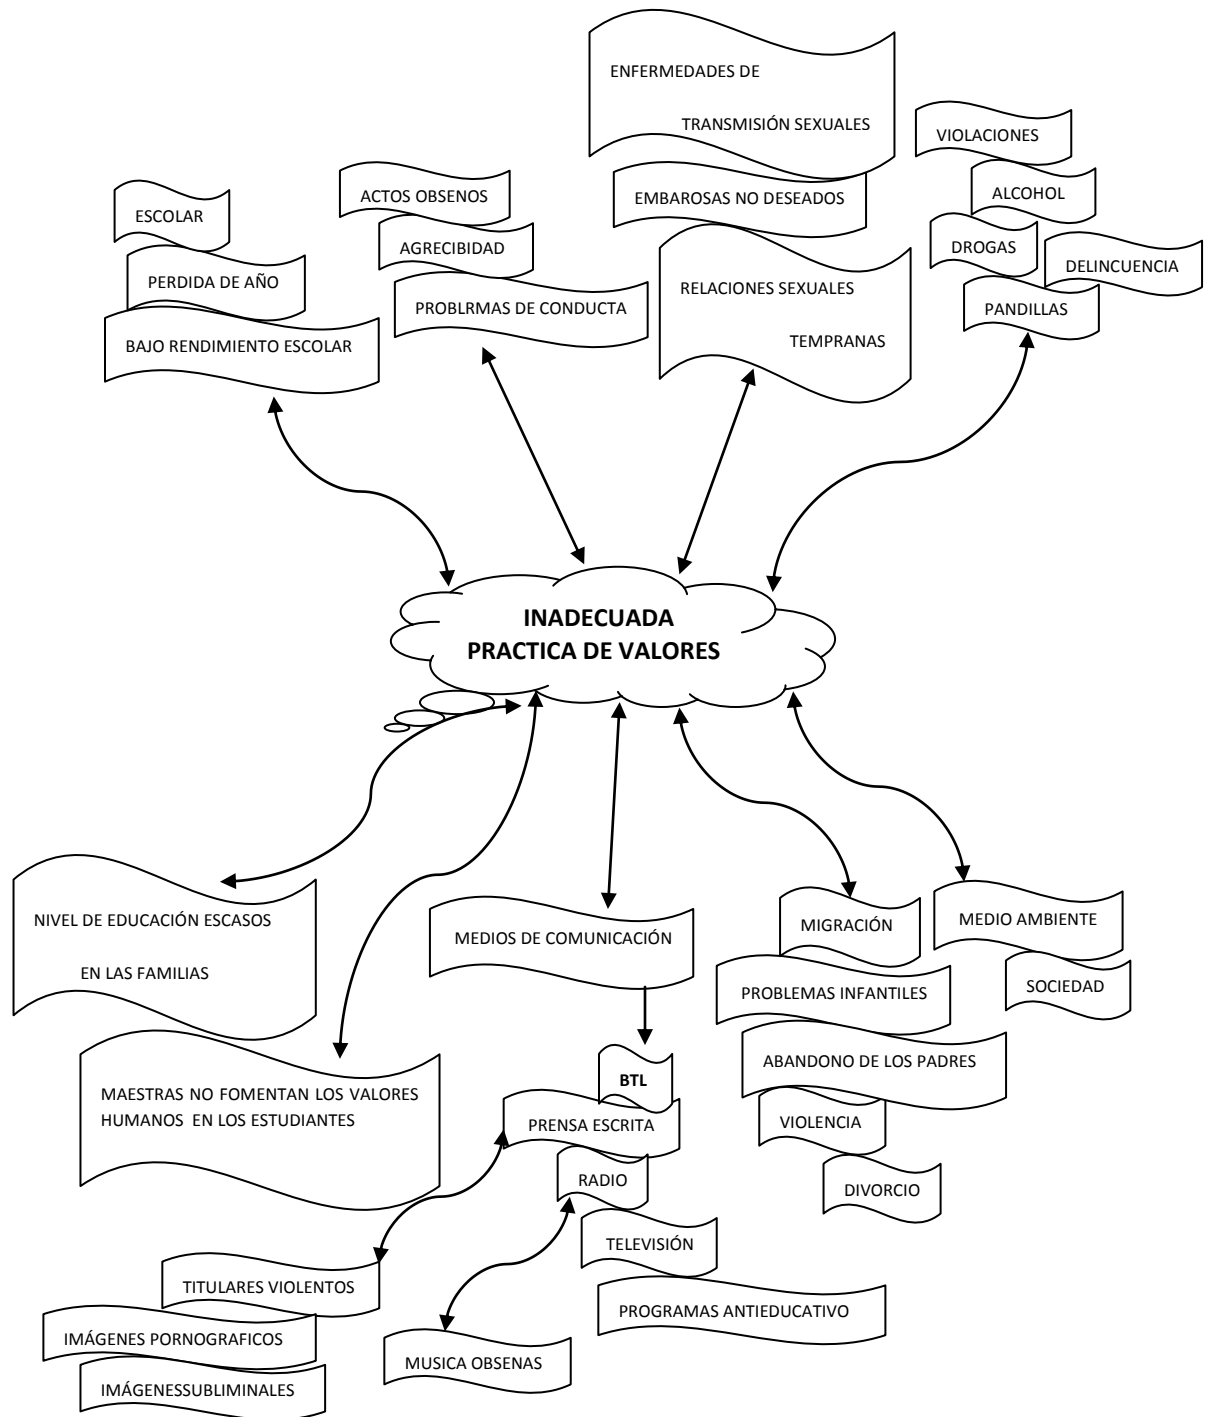 ENFERMEDADES DE
TRANSMISIÓN SEXUALES
EMBAROSAS NO DESEADOS
RELACIONES SEXUALES
TEMPRANAS
VIOLACIONES
ALCOHOL
DROGAS
DELINCUENCIA
PANDILLAS
ACTOS OBSENOS
AGRECIBIDAD
PROBLRMAS DE CONDUCTA
ESCOLAR
PERDIDA DE AÑO
BAJO RENDIMIENTO ESCOLAR
INADECUADA
PRACTICA DE VALORES
NIVEL DE EDUCACIÓN ESCASOS
EN LAS FAMILIAS
MAESTRAS NO FOMENTAN LOS VALORES
HUMANOS EN LOS ESTUDIANTES
MEDIOS DE COMUNICACIÓN
BTL
PRENSA ESCRITA
RADIO
TELEVISIÓN
PROGRAMAS ANTIEDUCATIVO
TITULARES VIOLENTOS
IMÁGENES PORNOGRAFICOS
IMÁGENESSUBLIMINALES
MUSICA OBSENAS
MIGRACIÓN
PROBLEMAS INFANTILES
ABANDONO DE LOS PADRES
VIOLENCIA
DIVORCIO
MEDIO AMBIENTE
SOCIEDAD